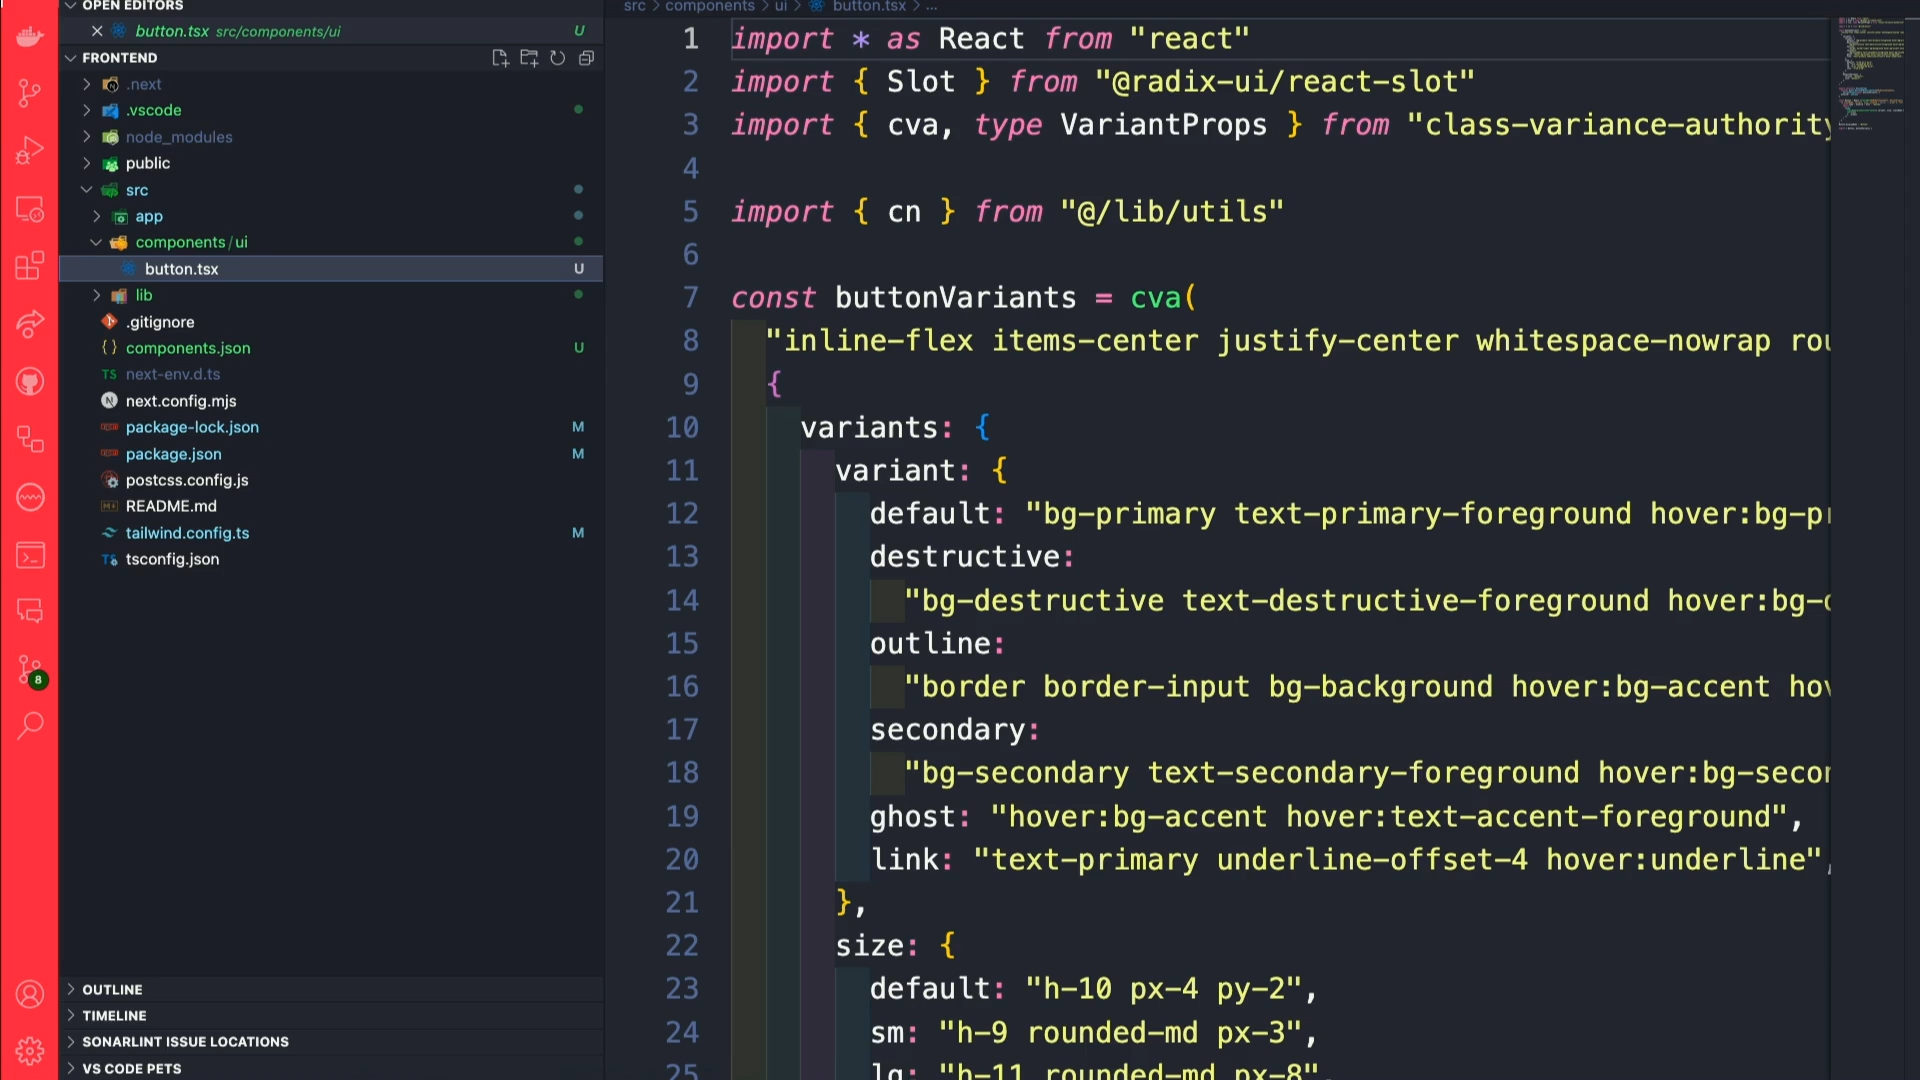 OPEN EDITORS
button.tsx src/components/ui U
FRONTEND
.next
.vscode
node_modules
public
src
app
components/ui
button.tsx U
lib
.gitignore
{} components.json U
TS next-env.d.ts
N next.config.mjs
package-lock.json M
package.json M
postcss.config.js
README.md
tailwind.config.ts M
TS tsconfig.json
8
OUTLINE
TIMELINE
SONARLINT ISSUE LOCATIONS
VS CODE PETS
src > components > ui > button.tsx > ...
1 import * as React from "react"
2 import { Slot } from "@radix-ui/react-slot"
3 import { cva, type VariantProps } from "class-variance-authority
4
5 import { cn } from "@/lib/utils"
6
7 const buttonVariants = cva(
8 "inline-flex items-center justify-center whitespace-nowrap rou
9 {
10 variants: {
11 variant: {
12 default: "bg-primary text-primary-foreground hover:bg-pr
13 destructive:
14 "bg-destructive text-destructive-foreground hover:bg-d
15 outline:
16 "border border-input bg-background hover:bg-accent hov
17 secondary:
18 "bg-secondary text-secondary-foreground hover:bg-secon
19 ghost: "hover:bg-accent hover:text-accent-foreground",
20 link: "text-primary underline-offset-4 hover:underline",
21 },
22 size: {
23 default: "h-10 px-4 py-2",
24 sm: "h-9 rounded-md px-3",
25 lg: "h-11 rounded-md px-8",